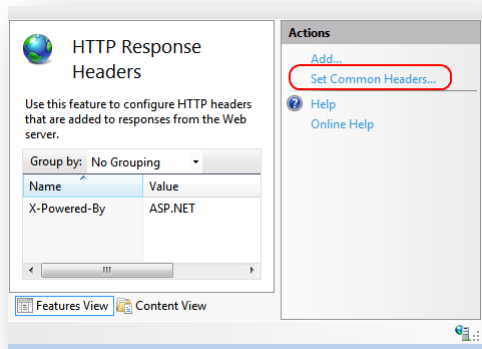 HTTP Response
Headers
Use this feature to configure HTTP headers
that are added to responses from the Web
server.
Group by: No Grouping
Name Value
X-Powered-By ASP.NET
Features View Content View
Actions
Add...
Set Common Headers...
Help
Online Help